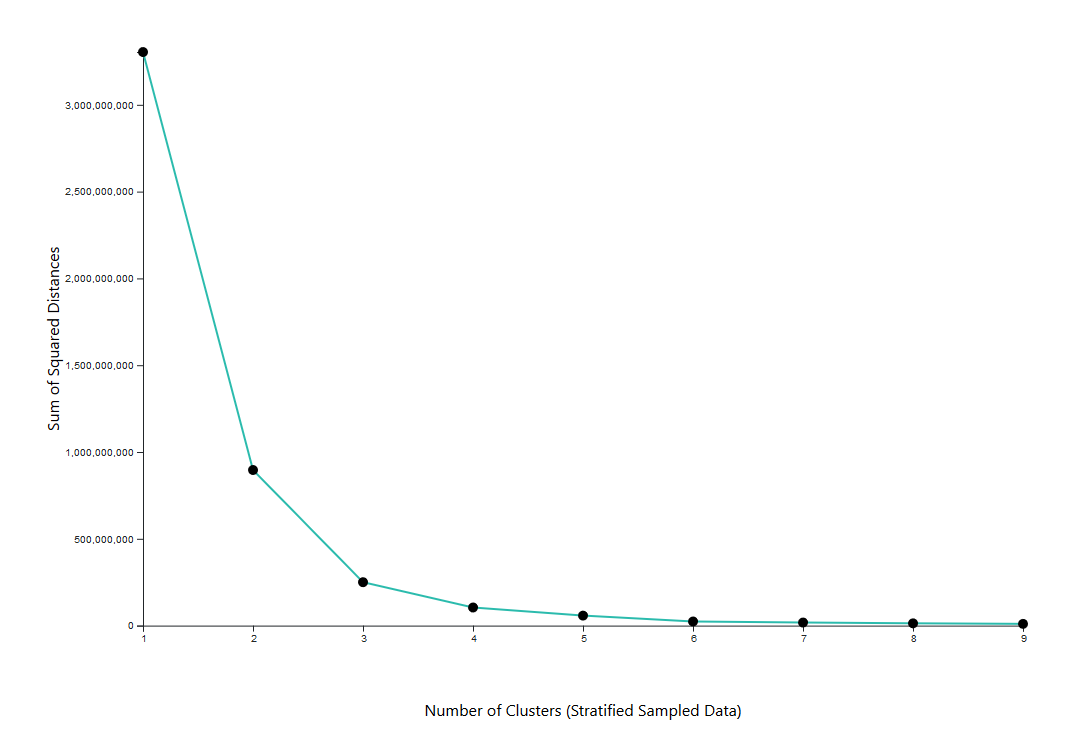 3,000,000,000
2,500,000,000
2,000,000,000
1,500,000,000
1,000,000,000
500,000,000
0
Sum of Squared Distances
1 2 3 4 5 6 7 8 9
Number of Clusters (Stratified Sampled Data)